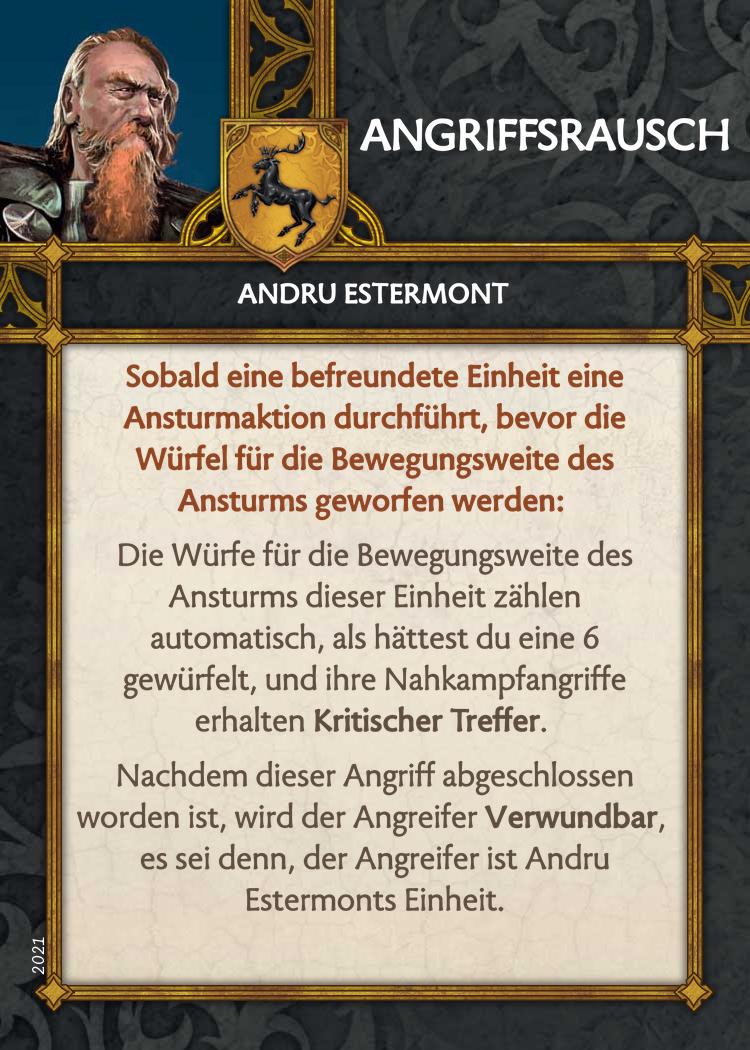 ANGRIFFSRAUSCH
ANDRU ESTERMONT
Sobald eine befreundete Einheit eine
Ansturmaktion durchführt, bevor die
Würfel für die Bewegungsweite des
Ansturms geworfen werden:
Die Würfe für die Bewegungsweite des
Ansturms dieser Einheit zählen
automatisch, als hättest du eine 6
gewürfelt, und ihre Nahkampfangriffe
erhalten Kritischer Treffer.
Nachdem dieser Angriff abgeschlossen
worden ist, wird der Angreifer Verwundbar,
es sei denn, der Angreifer ist Andru
Estermonts Einheit.
2021